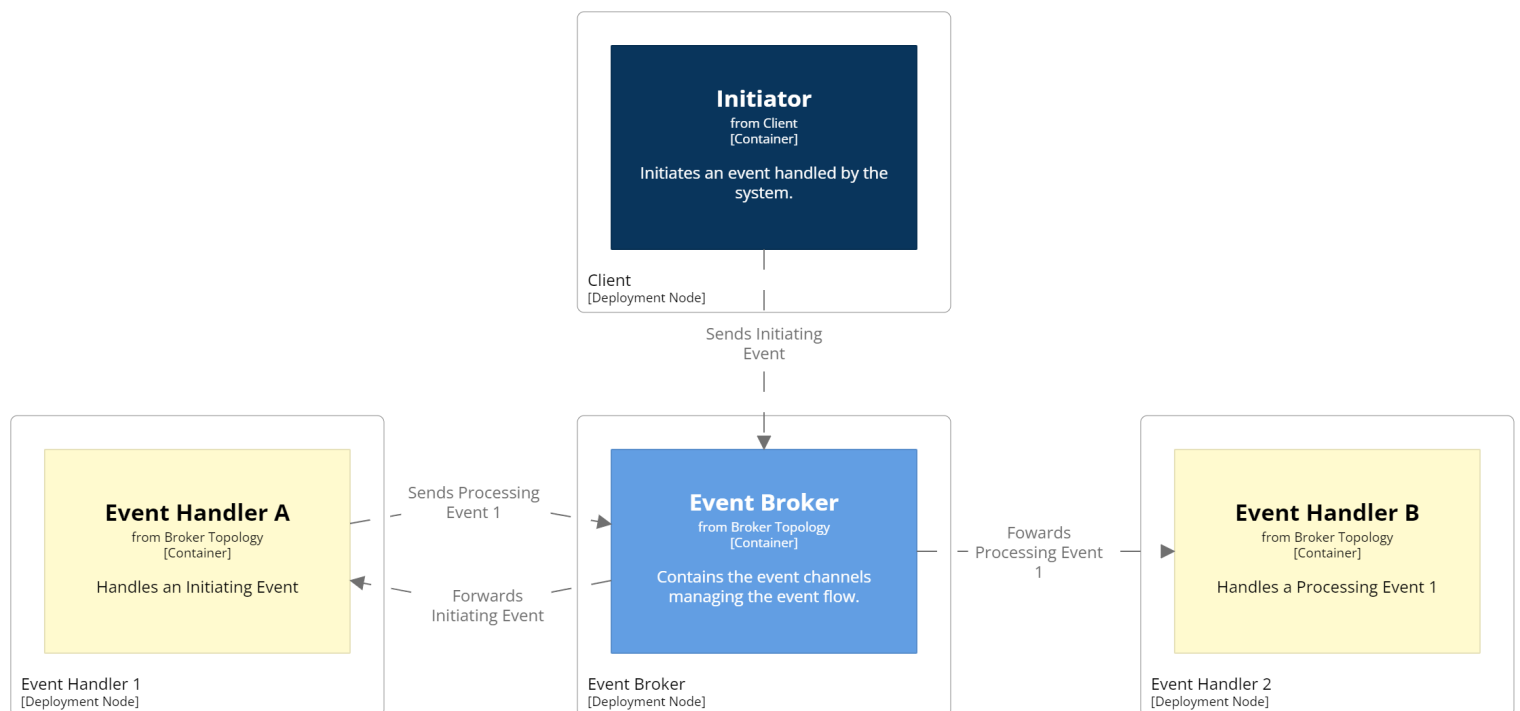 Initiator
from Client
[Container]
Initiates an event handled by the
system.
Client
[Deployment Node]
Sends Initiating
Event
Event Handler A
from Broker Topology
[Container]
Handles an Initiating Event
Event Handler 1
[Deployment Node]
Sends Processing
Event 1
Forwards
Initiating Event
Event Broker
from Broker Topology
[Container]
Contains the event channels
managing the event flow.
Event Broker
[Deployment Node]
Fowards
Processing Event
1
Event Handler B
from Broker Topology
[Container]
Handles a Processing Event 1
Event Handler 2
[Deployment Node]